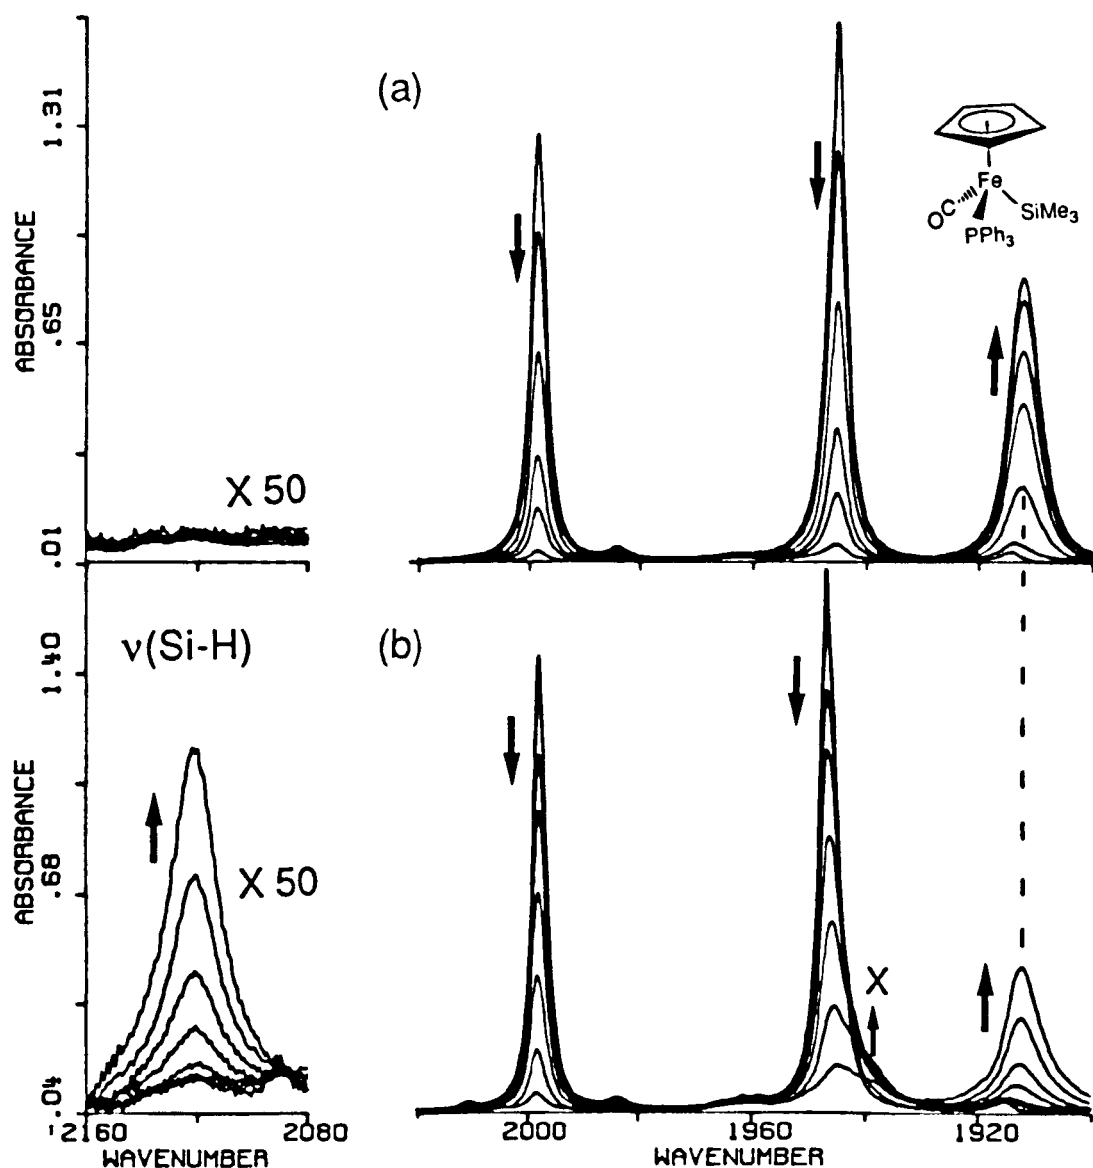 (a)
ABSORBANCE
1.31
.65
.01
X 50
Fe
OC
SiMe3
PPh3
ν(Si-H)
(b)
ABSORBANCE
1.40
.68
.04
X 50
X
2160
2080
WAVENUMBER
2000
1960
1920
WAVENUMBER